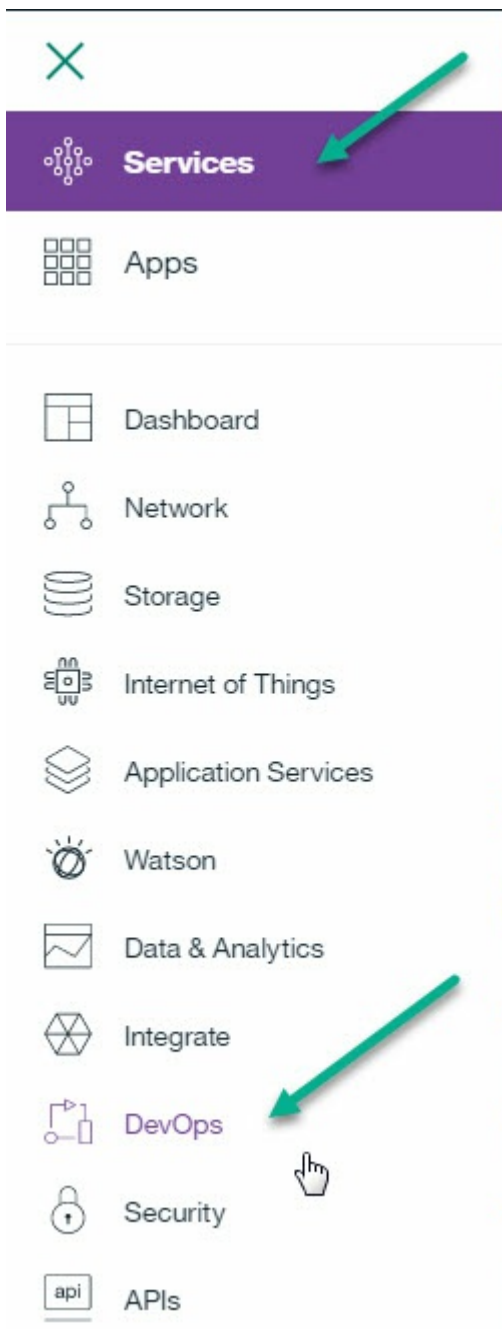 Services
Apps
Dashboard
Network
Storage
Internet of Things
Application Services
Watson
Data & Analytics
Integrate
DevOps
Security
api
APIs